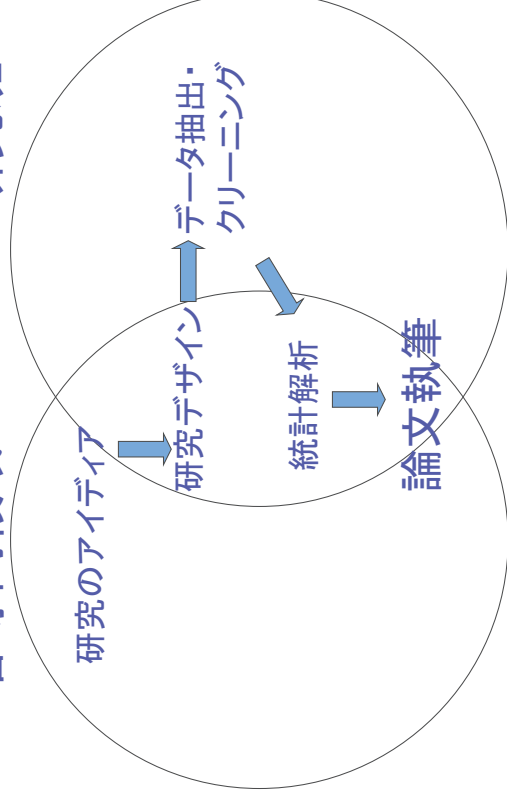 研究のアイディア
研究デザイン
データ抽出・
クリーニング
統計解析
論文執筆